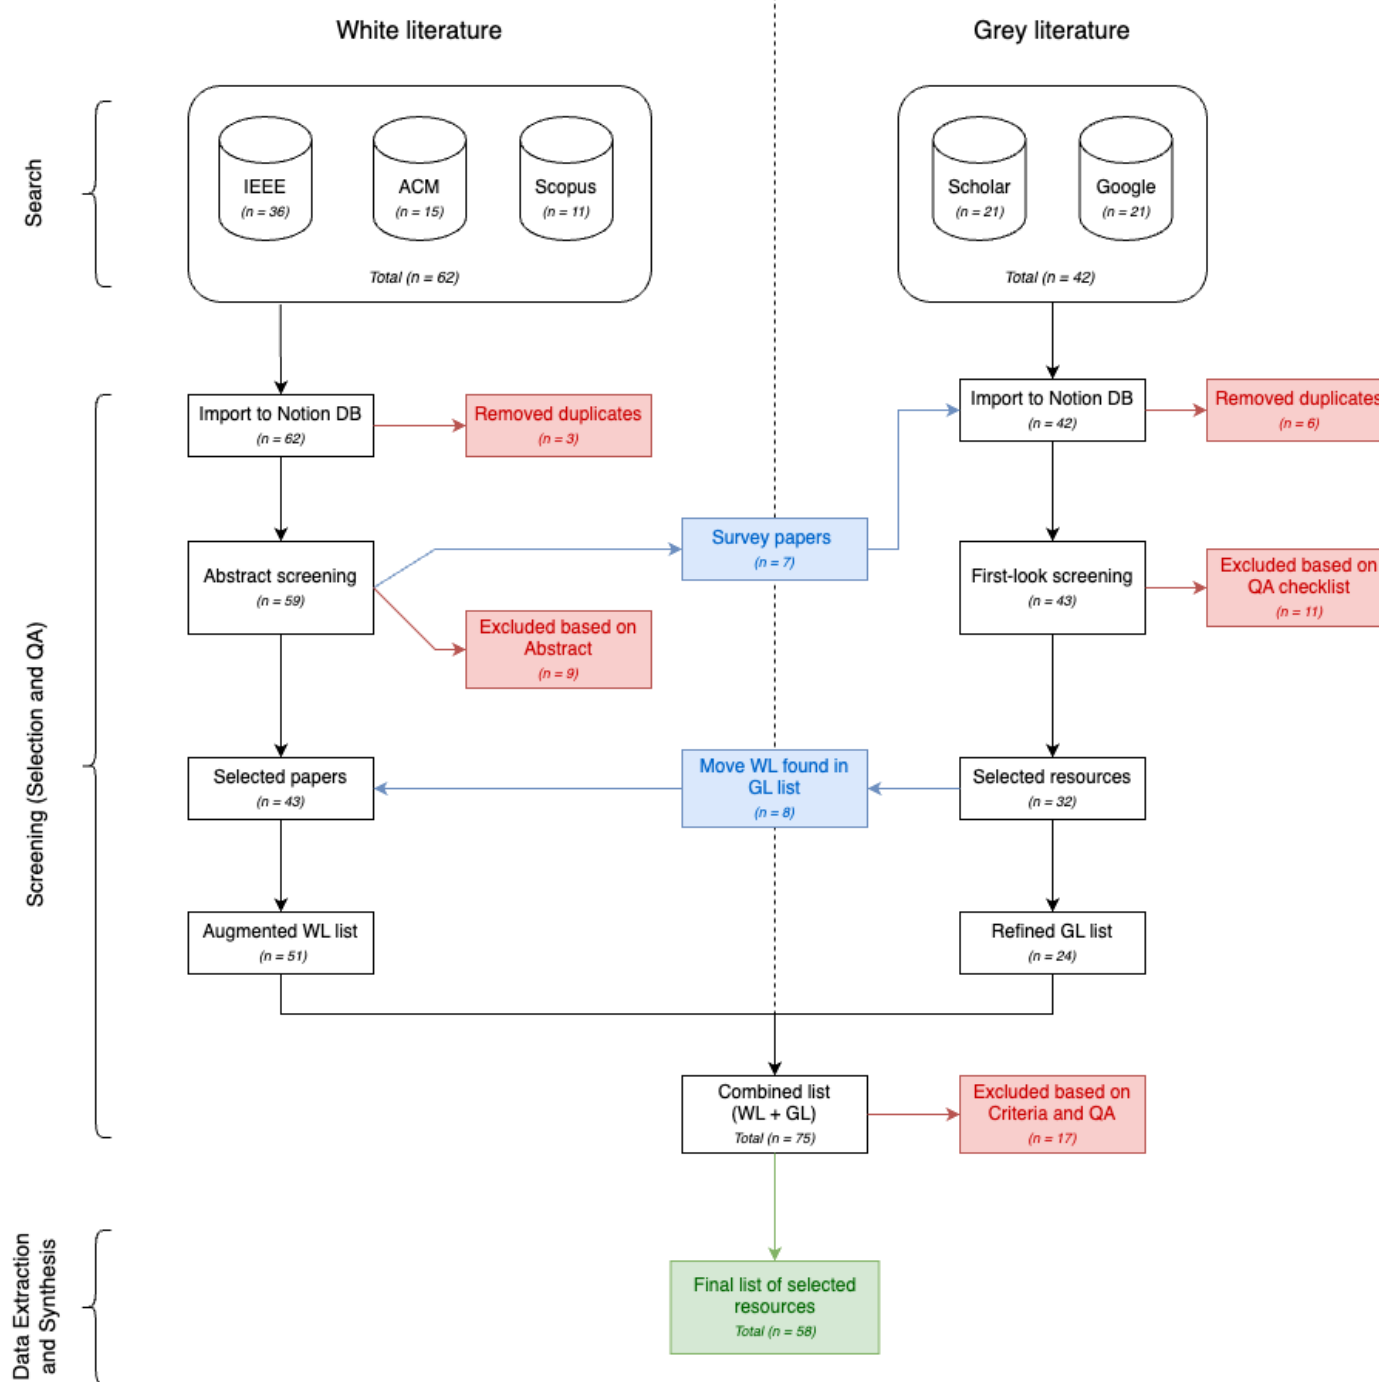 White literature
Grey literature
Search
IEEE
(n = 36)
ACM
(n = 15)
Scopus
(n = 11)
Total (n = 62)
Scholar
(n = 21)
Google
(n = 21)
Total (n = 42)
Screening (Selection and QA)
Import to Notion DB
(n = 62)
Removed duplicates
(n = 3)
Import to Notion DB
(n = 42)
Removed duplicates
(n = 6)
Survey papers
(n = 7)
Abstract screening
(n = 59)
Excluded based on
Abstract
(n = 9)
First-look screening
(n = 43)
Excluded based on
QA checklist
(n = 11)
Selected papers
(n = 43)
Move WL found in
GL list
(n = 8)
Selected resources
(n = 32)
Augmented WL list
(n = 51)
Refined GL list
(n = 24)
Combined list
(WL + GL)
Total (n = 75)
Excluded based on
Criteria and QA
(n = 17)
Data Extraction
and Synthesis
Final list of selected
resources
Total (n = 58)